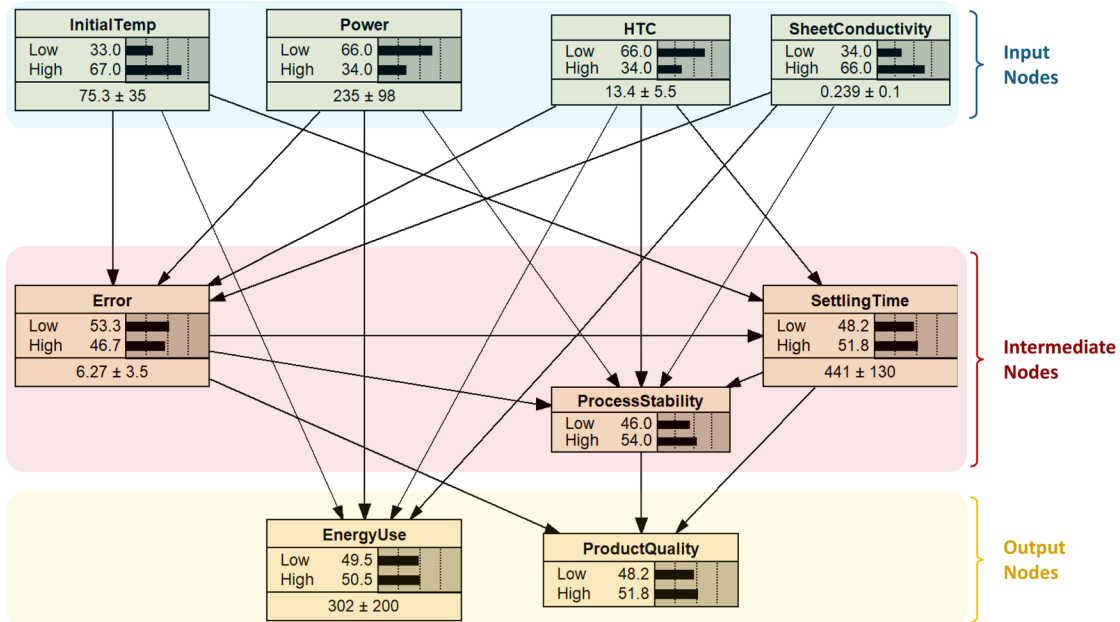 InitialTemp
Low 33.0
High 67.0
75.3 ± 35
Power
Low 66.0
High 34.0
235 ± 98
HTC
Low 66.0
High 34.0
13.4 ± 5.5
SheetConductivity
Low 34.0
High 66.0
0.239 ± 0.1
Input
Nodes
Error
Low 53.3
High 46.7
6.27 ± 3.5
SettlingTime
Low 48.2
High 51.8
441 ± 130
ProcessStability
Low 46.0
High 54.0
Intermediate
Nodes
EnergyUse
Low 49.5
High 50.5
302 ± 200
ProductQuality
Low 48.2
High 51.8
Output
Nodes